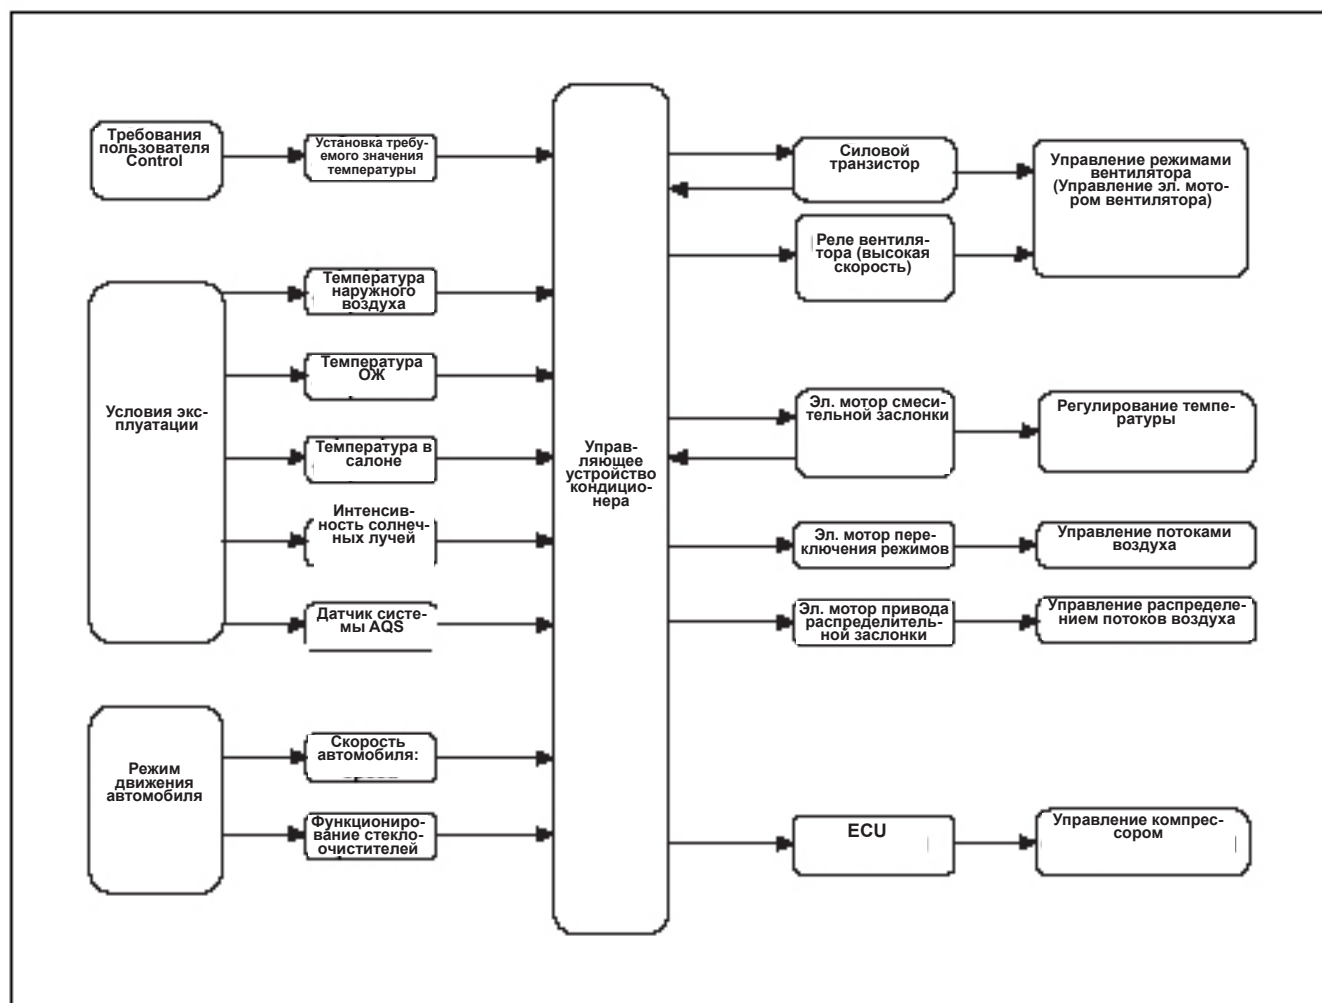 Требования
пользователя
Control
Установка требу-
емого значения
температуры
Условия экс-
плуатации
Температура
наружного
воздуха
Температура
ОЖ
Температура в
салоне
Интенсив-
ность солнеч-
ных лучей
Датчик систе-
мы AQS
Режим
движения
автомобиля
Скорость
автомобиля:
Функциониро-
вание стекло-
очистителей
Управ-
ляющее
устройство
кондицио-
нера
Силовой
транзистор
Реле вентиля-
тора (высокая
скорость)
Управление режимами
вентилятора
(Управление эл. мото-
ром вентилятора)
Эл. мотор смеси-
тельной заслонки
Регулирование темпе-
ратуры
Эл. мотор пере-
ключения режимов
Управление потоками
воздуха
Эл. мотор привода
распределитель-
ной заслонки
Управление распределе-
нием потоков воздуха
ECU
Управление компрес-
сором